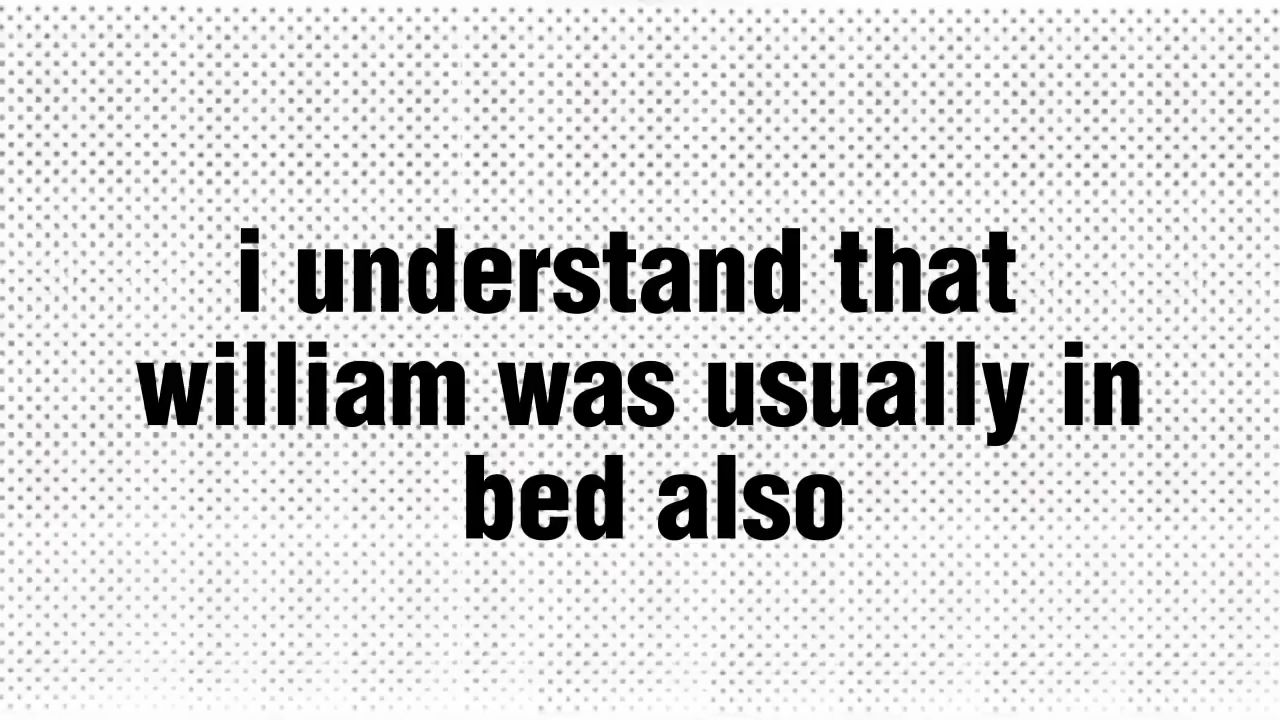 i understand that
william was usually in
bed also